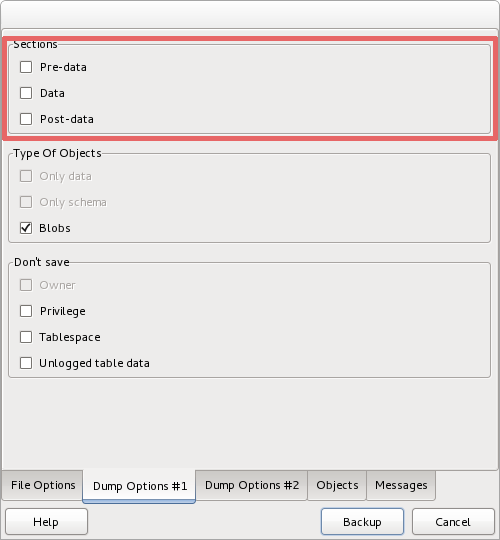 Sections
Pre-data
Data
Post-data
Type Of Objects
Only data
Only schema
Blobs
Don't save
Owner
Privilege
Tablespace
Unlogged table data
File Options Dump Options #1 Dump Options #2 Objects Messages
Help Backup Cancel